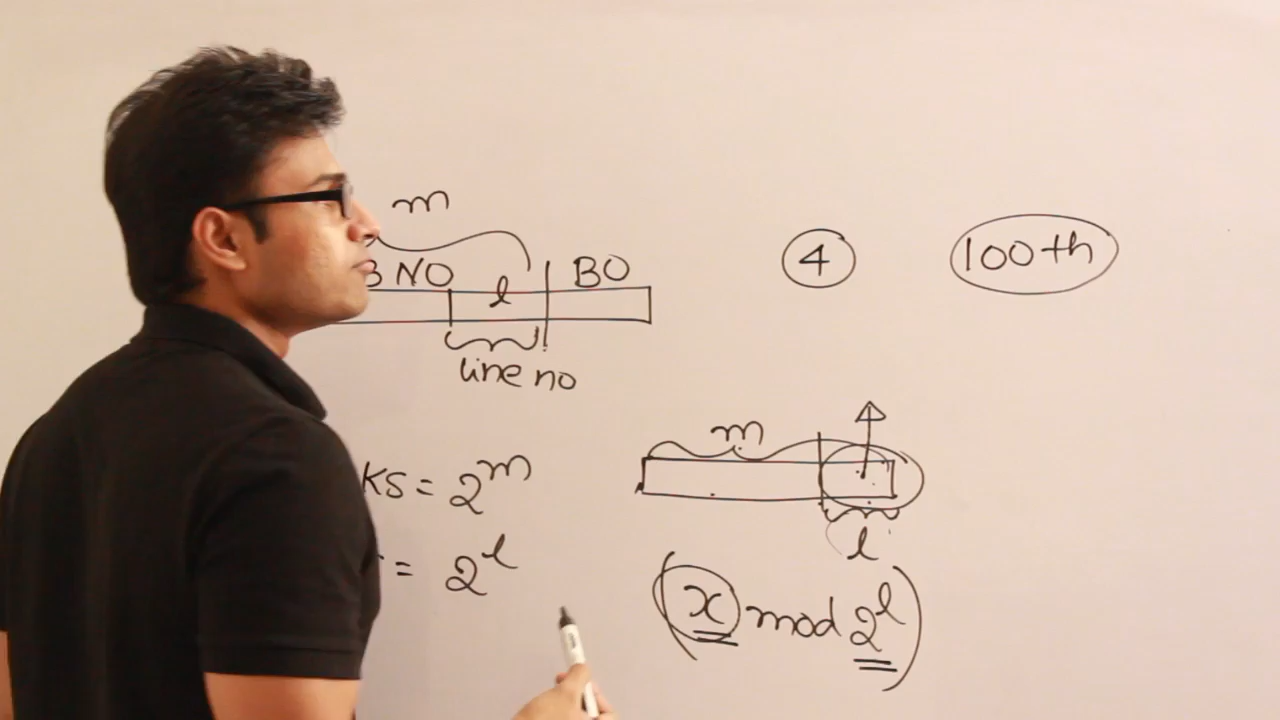 m
NO l BO
line no
4 100th
m
KS = 2^m
= 2^l
l
(x mod 2^l)